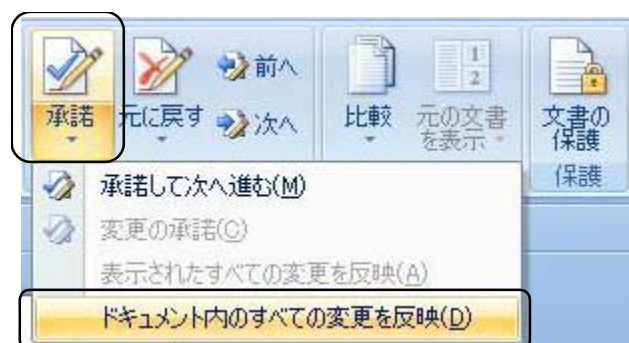 承諾
元に戻す
前へ
次へ
比較
1
2
元の文書
を表示
文書の
保護
保護
承諾して次へ進む(M)
変更の承諾(C)
表示されたすべての変更を反映(A)
ドキュメント内のすべての変更を反映(D)